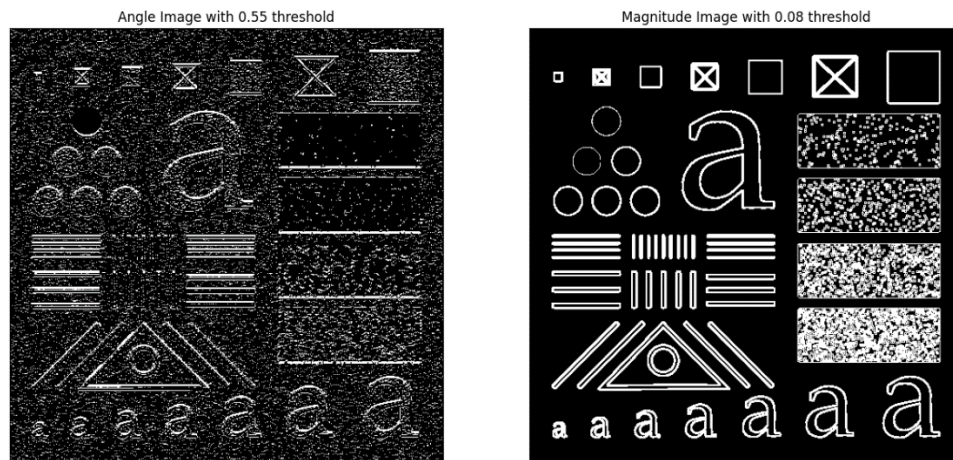 Angle Image with 0.55 threshold
Magnitude Image with 0.08 threshold
a
a
a a a a a a a
a a a a a a a